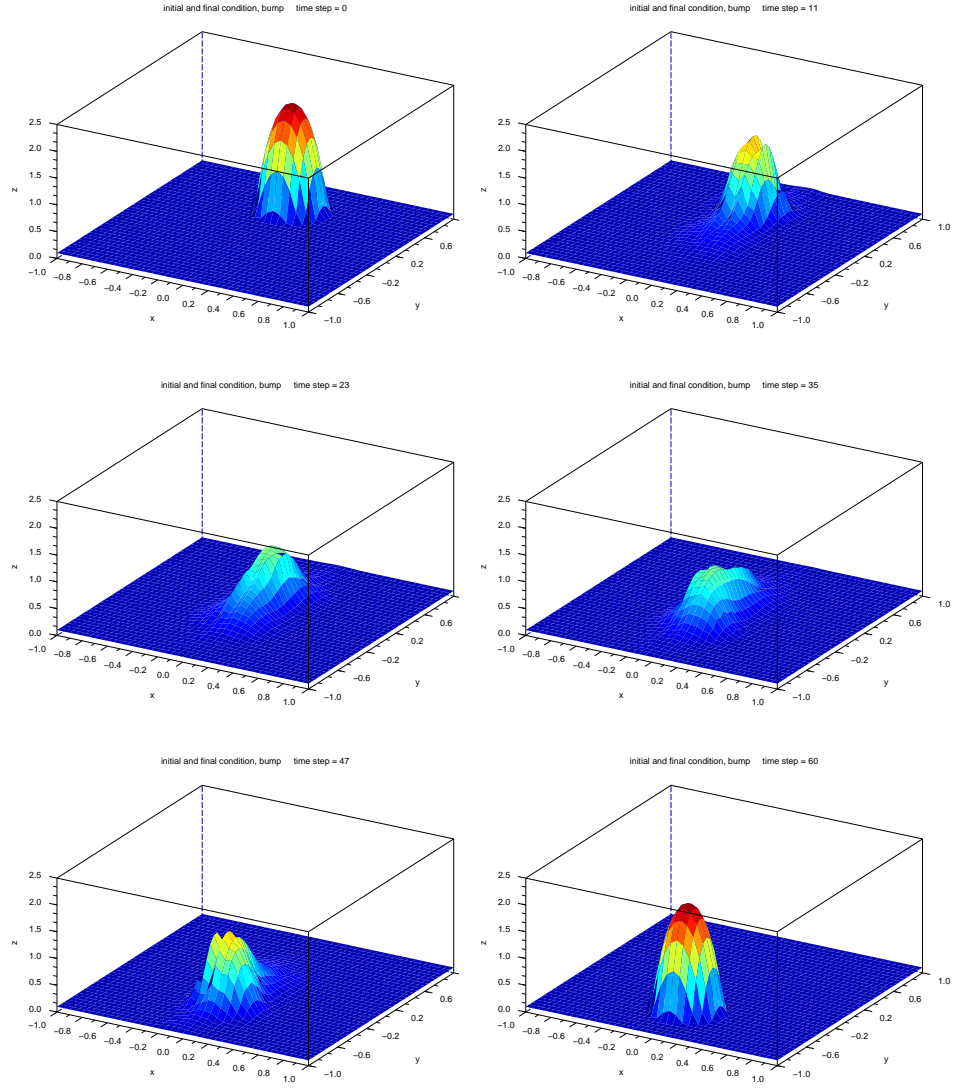 initial and final condition, bump time step = 0
2.5
2.0
1.5
1.0
0.5
0.0
z
−1.0 −0.8 −0.6 −0.4 −0.2 0.0 0.2 0.4 0.6 0.8 1.0
x
−1.0 −0.6 −0.2 0.2 0.6
y
initial and final condition, bump time step = 11
2.5
2.0
1.5
1.0
0.5
0.0
z
−1.0 −0.8 −0.6 −0.4 −0.2 0.0 0.2 0.4 0.6 0.8 1.0
x
−1.0 −0.6 −0.2 0.2 0.6 1.0
y
initial and final condition, bump time step = 23
2.5
2.0
1.5
1.0
0.5
0.0
z
−1.0 −0.8 −0.6 −0.4 −0.2 0.0 0.2 0.4 0.6 0.8 1.0
x
−1.0 −0.6 −0.2 0.2 0.6
y
initial and final condition, bump time step = 35
2.5
2.0
1.5
1.0
0.5
0.0
z
−1.0 −0.8 −0.6 −0.4 −0.2 0.0 0.2 0.4 0.6 0.8 1.0
x
−1.0 −0.6 −0.2 0.2 0.6 1.0
y
initial and final condition, bump time step = 47
2.5
2.0
1.5
1.0
0.5
0.0
z
−1.0 −0.8 −0.6 −0.4 −0.2 0.0 0.2 0.4 0.6 0.8 1.0
x
−1.0 −0.6 −0.2 0.2 0.6
y
initial and final condition, bump time step = 60
2.5
2.0
1.5
1.0
0.5
0.0
z
−1.0 −0.8 −0.6 −0.4 −0.2 0.0 0.2 0.4 0.6 0.8 1.0
x
−1.0 −0.6 −0.2 0.2 0.6 1.0
y